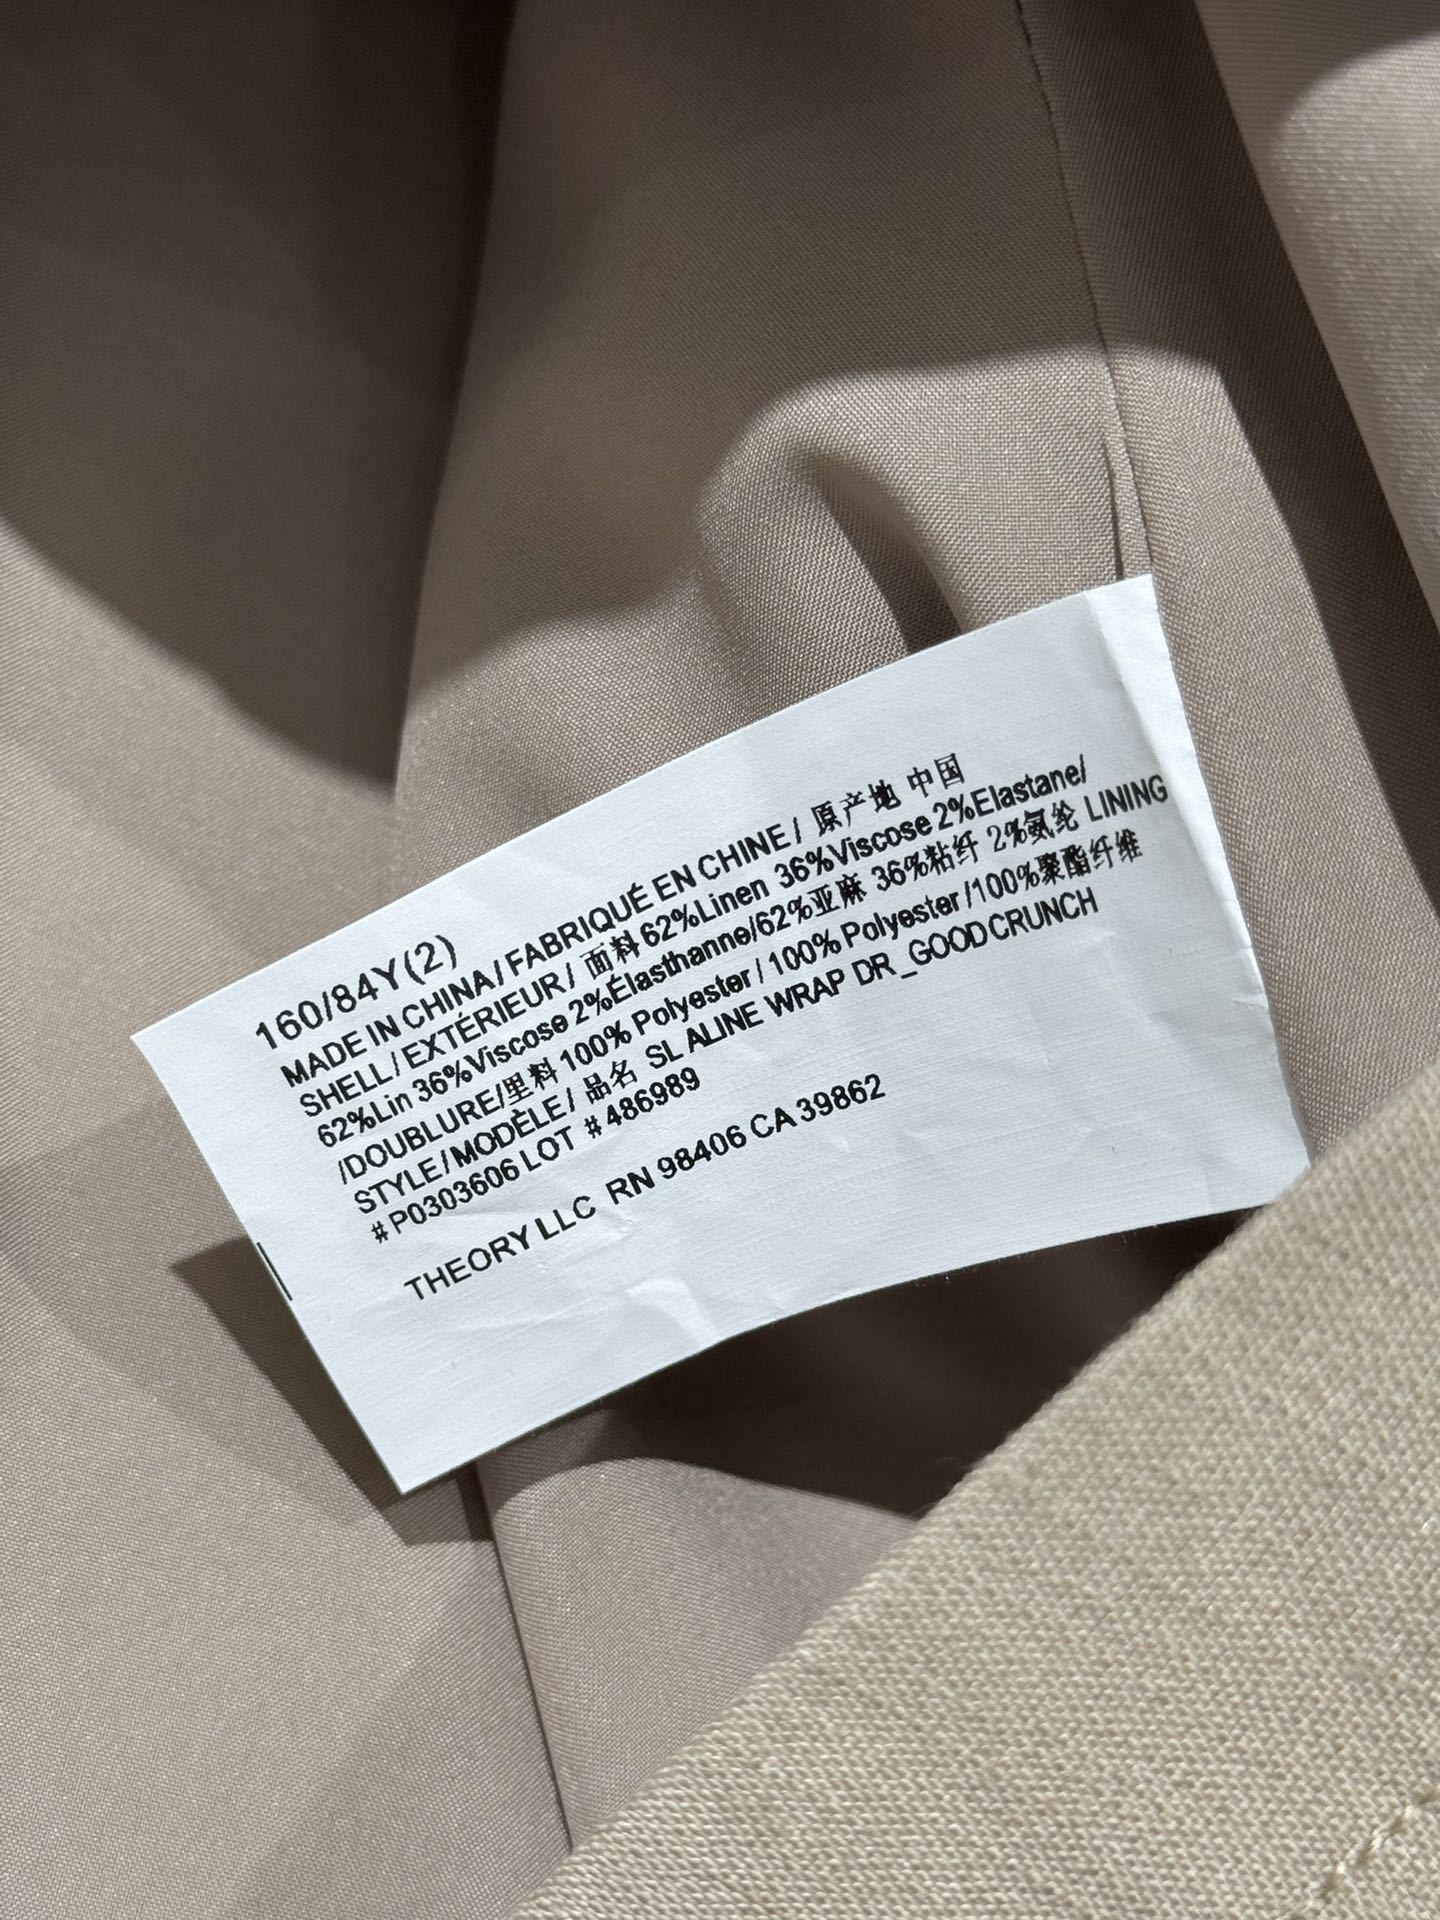 160/84Y(2)
MADE IN CHINA/FABRIQUÉ EN CHINE/原产地 中国
SHELL/EXTÉRIEUR/面料62%Linen 36%Viscose 2%Elastane/
62%Lin 36%Viscose 2%Élasthanne/62%亚麻 36%粘纤 2%氨纶 LINING
/DOUBLURE/里料 100% Polyester/100% Polyester/100%聚酯纤维
STYLE/MODÈLE/品名 SL ALINE WRAP DR_GOOD CRUNCH
# P0303606 LOT #486989
THEORY LLC RN 98406 CA 39862